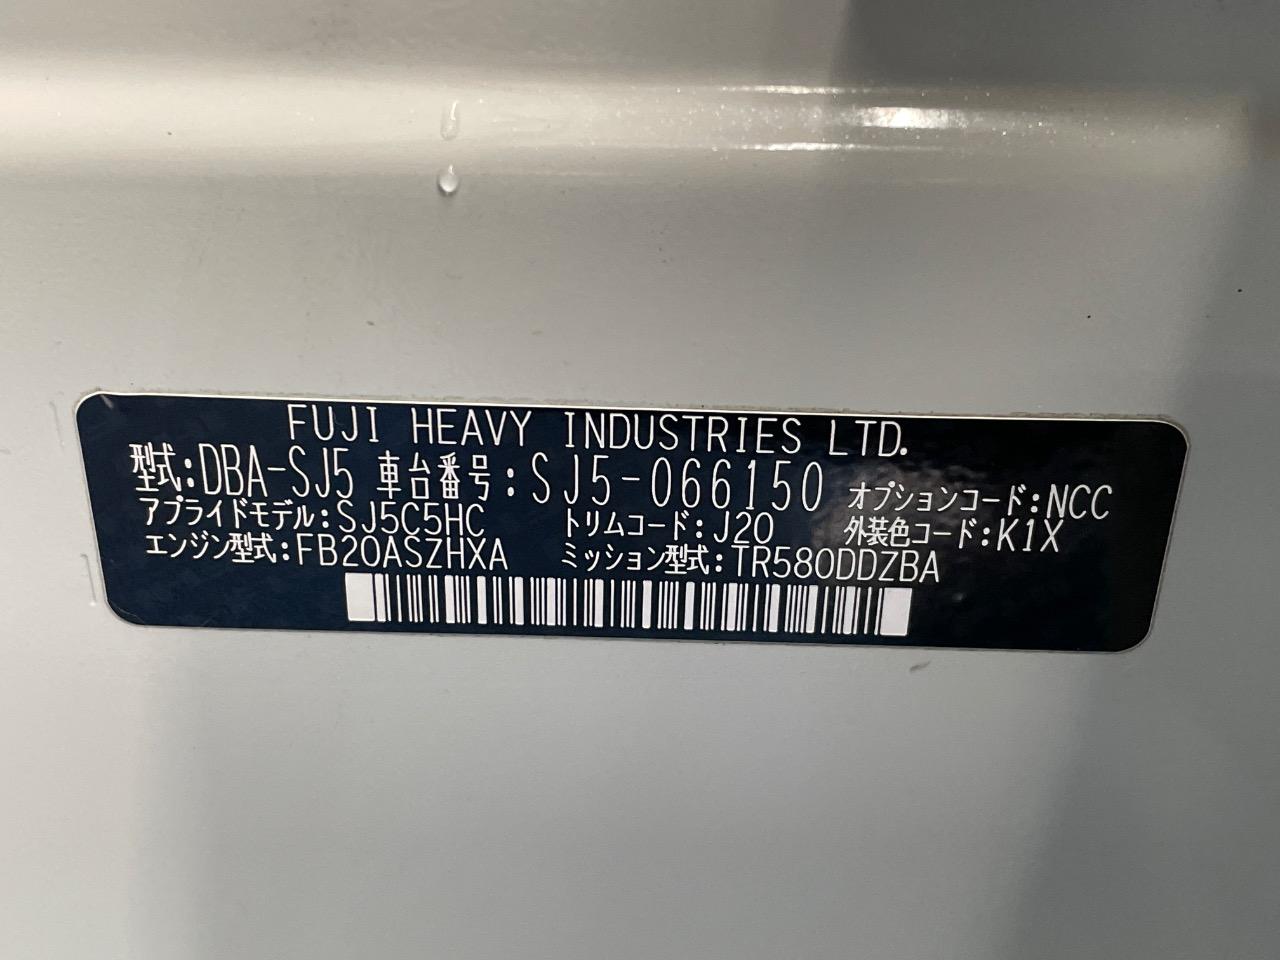 FUJI HEAVY INDUSTRIES LTD.
型式:DBA-SJ5 車台番号:SJ5-066150 オプションコード:NCC
アプライドモデル:SJ5C5HC トリムコード:J20 外装色コード:K1X
エンジン型式:FB20ASZHXA ミッション型式:TR580DDZBA